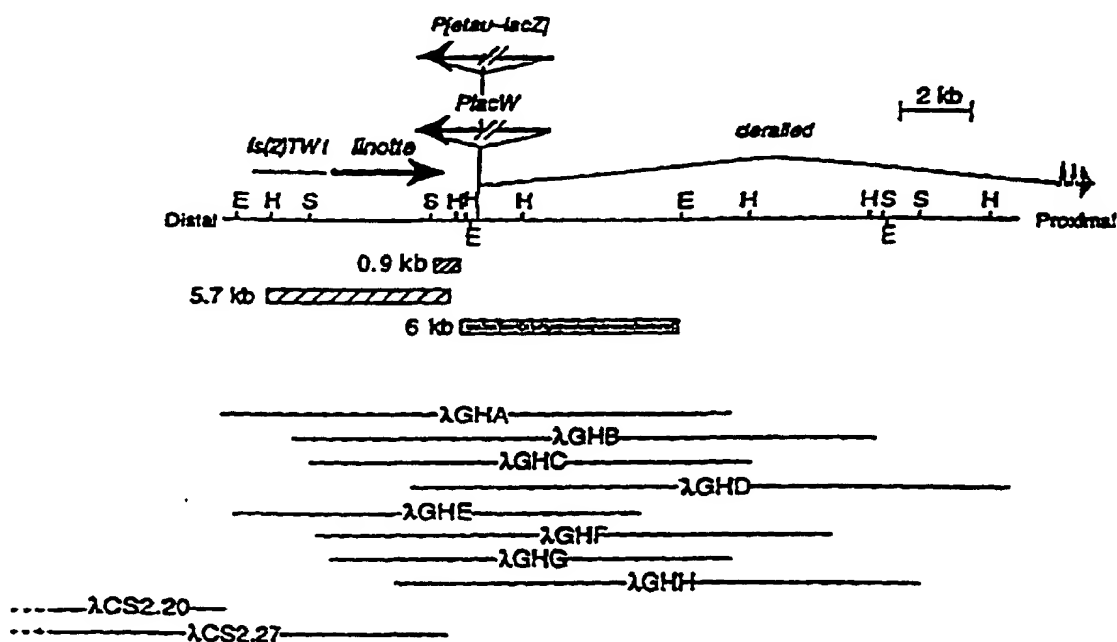 P[etau-lacZ]
PlacW
2 kb
derailed
ls(2)TW1 linotte
E H S S H H H E H H S S H
Distal E E Proximal
0.9 kb
5.7 kb
6 kb
λGHA
λGHB
λGHC
λGHD
λGHE
λGHF
λGHG
λGHH
λCS2.20
λCS2.27